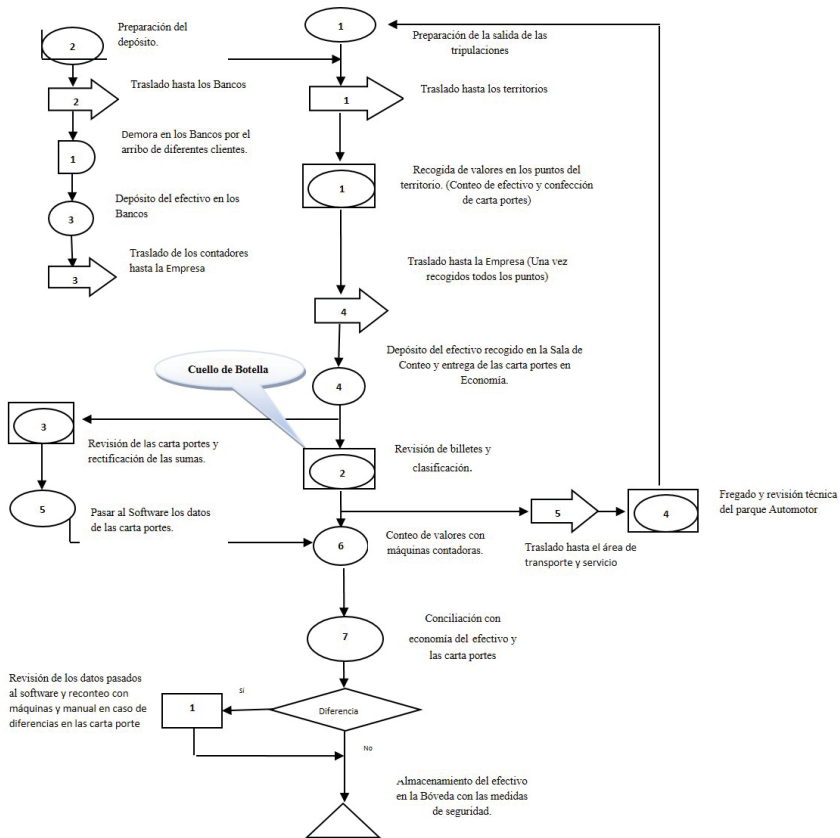 Preparación del
depósito.
2
1
Preparación de la salida de las
tripulaciones
Traslado hasta los Bancos
2
Traslado hasta los territorios
1
Demora en los Bancos por el
arribo de diferentes clientes.
1
Recogida de valores en los puntos del
territorio. (Conteo de efectivo y confección
de carta portes)
1
Depósito del efectivo en los
Bancos
3
Traslado de los contadores
hasta la Empresa
3
Traslado hasta la Empresa (Una vez
recogidos todos los puntos)
4
Depósito del efectivo recogido en la Sala de
Conteo y entrega de las carta portes en
Economía.
4
Cuello de Botella
3
Revisión de las carta portes y
rectificación de las sumas.
Revisión de billetes y
clasificación.
2
5
Pasar al Software los datos
de las carta portes.
5
Traslado hasta el área de
transporte y servicio
4
Fregado y revisión técnica
del parque Automotor
6
Conteo de valores con
máquinas contadoras.
7
Conciliación con
economía del efectivo y
las carta portes
Revisión de los datos pasados
al software y reconteo con
máquinas y manual en caso de
diferencias en las carta porte
1
Si
Diferencia
No
Almacenamiento del efectivo
en la Bóveda con las medidas
de seguridad.